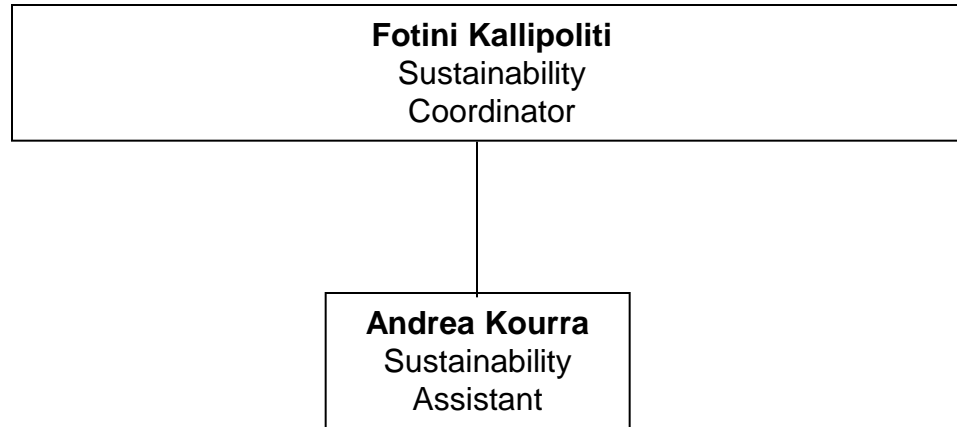 Fotini Kallipoliti
Sustainability
Coordinator
Andrea Kourra
Sustainability
Assistant